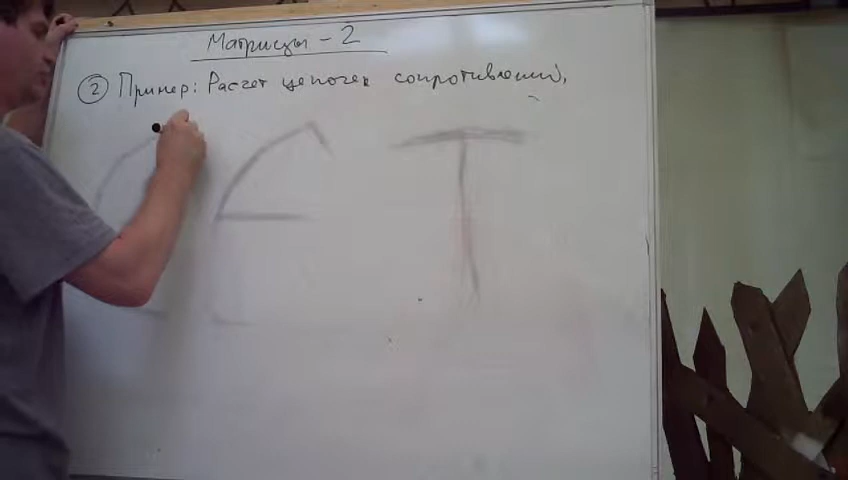 Матрицы - 2
② Пример: Расчет цепочек сопротивлений,